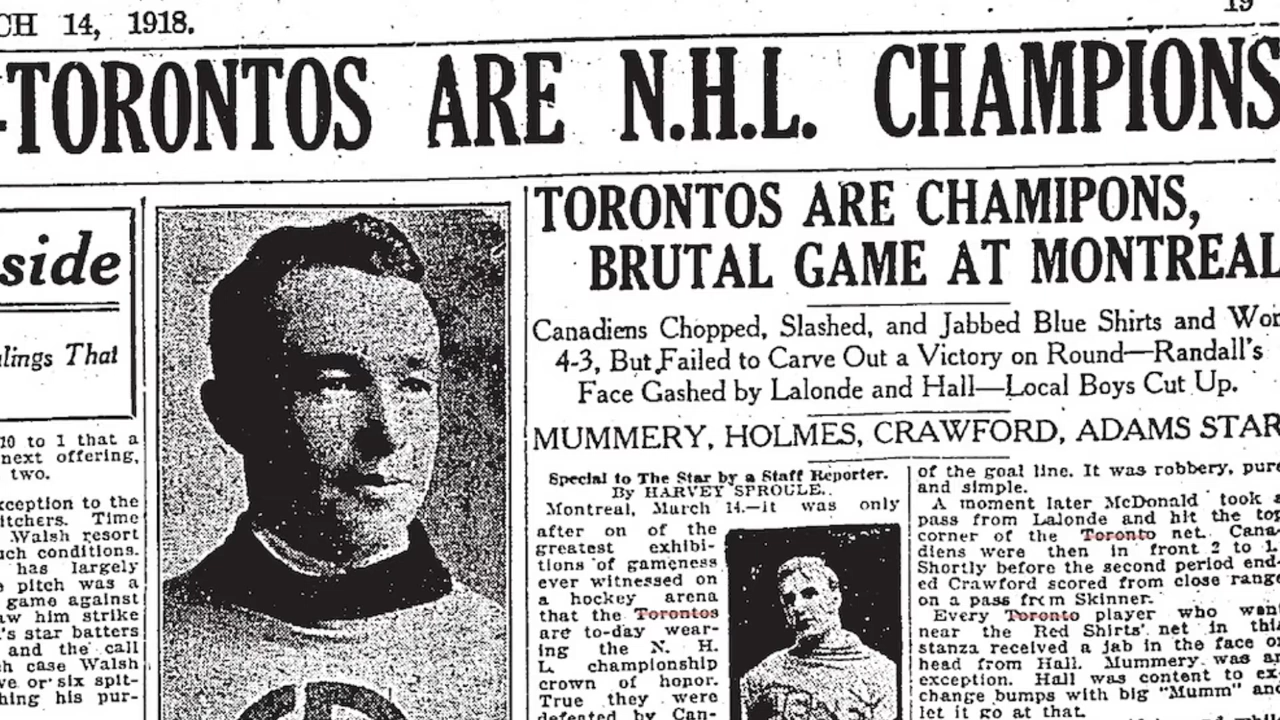 CH 14, 1918.
19
-TORONTOS ARE N.H.L. CHAMPIONS
side
lings That
10 to 1 that a
next offering,
two.
xception to the
itchers. Time
Walsh resort
uch conditions.
has largely
pitch was a
game against
aw him strike
's star batters
and the call
ch case Walsh
ve or six spit-
hing his pur-
TORONTOS ARE CHAMIPONS,
BRUTAL GAME AT MONTREAL
Canadiens Chopped, Slashed, and Jabbed Blue Shirts and Wor
4-3, But Failed to Carve Out a Victory on Round—Randall's
Face Gashed by Lalonde and Hall—Local Boys Cut Up.
MUMMERY, HOLMES, CRAWFORD, ADAMS STAR
Special to The Star by a Staff Reporter.
By HARVEY SPROULE.
Montreal, March 14.—It was only
after on of the
greatest exhibi-
tions of gameness
ever witnessed on
a hockey arena
that the Torontos
are to-day wear-
ing the N. H.
L. championship
crown of honor.
True they were
defeated by Can-
of the goal line. It was robbery, pure
and simple.
A moment later McDonald took a
pass from Lalonde and hit the top
corner of the Toronto net. Cana-
diens were then in front 2 to 1.
Shortly before the second period end-
ed Crawford scored from close range
on a pass from Skinner.
Every Toronto player who went
near the Red Shirts' net in this
stanza received a jab in the face or
head from Hall. Mummery was an
exception. Hall was content to ex-
change bumps with big "Mumm" and
let it go at that.